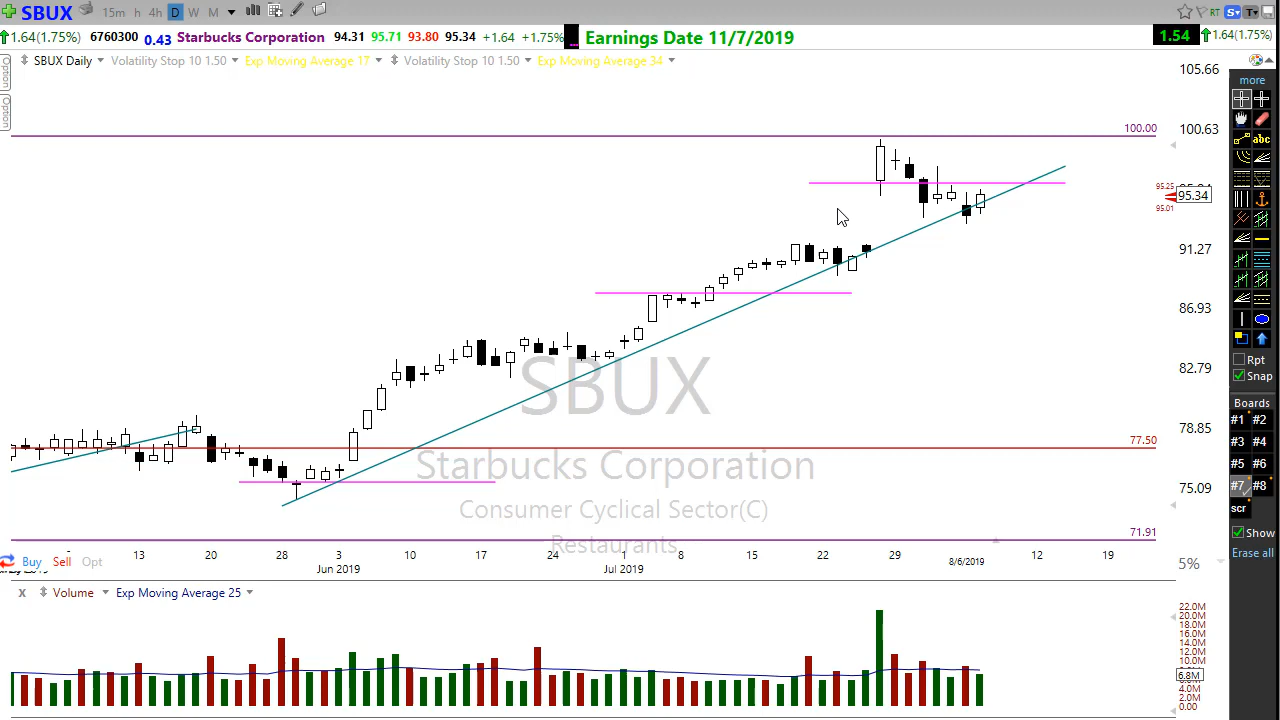 SBUX 15m h 4h D W M RT S T
1.64(1.75%) 6760300 0.43 Starbucks Corporation 94.31 95.71 93.80 95.34 +1.64 +1.75% Earnings Date 11/7/2019 1.54 1.64(1.75%)
SBUX Daily Volatility Stop 10 1.50 Exp Moving Average 17 Volatility Stop 10 1.50 Exp Moving Average 34
Option
Option
105.66
100.63
100.00
95.25
95.34
95.01
91.27
86.93
82.79
78.85
77.50
75.09
71.91
SBUX
Starbucks Corporation
Consumer Cyclical Sector(C)
Restaurants
13 20 28 3 10 17 24 1 8 15 22 29 8/6/2019 12 19
Jun 2019 Jul 2019
Buy Sell Opt
5%
X Volume Exp Moving Average 25
22.0M
20.0M
18.0M
16.0M
14.0M
12.0M
10.0M
6.8M
4.0M
2.0M
0.00
more
abc
Rpt
Snap
Boards
#1 #2
#3 #4
#5 #6
#7 #8
scr
Show
Erase all